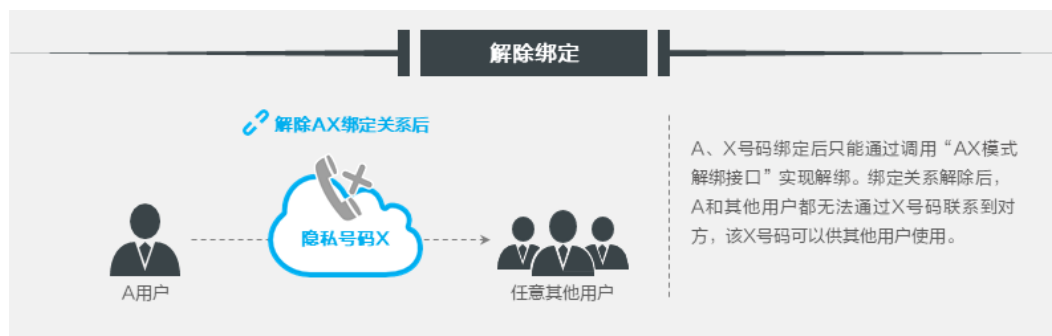 解除绑定
解除AX绑定关系后
隐私号码X
A用户
任意其他用户
A、X号码绑定后只能通过调用“AX模式
解绑接口”实现解绑。绑定关系解除后，
A和其他用户都无法通过X号码联系到对
方，该X号码可以供其他用户使用。